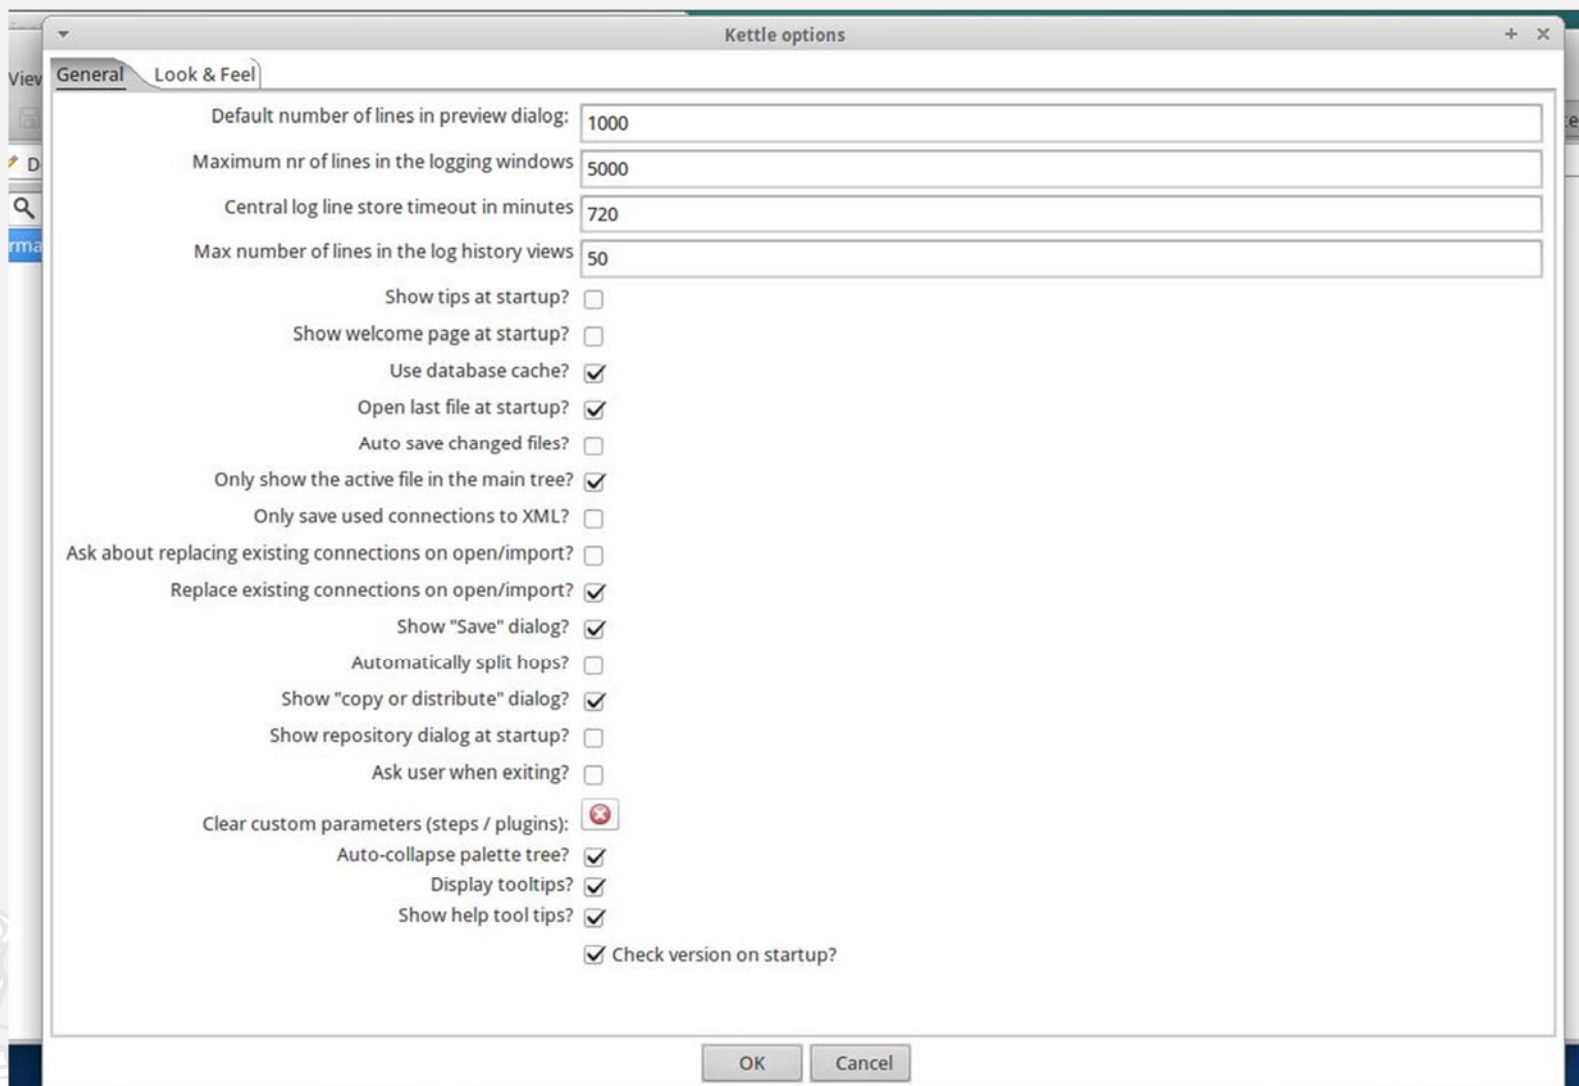 Kettle options
View
General
Look & Feel
Default number of lines in preview dialog:
1000
Maximum nr of lines in the logging windows
5000
Central log line store timeout in minutes
720
Max number of lines in the log history views
50
Show tips at startup?
Show welcome page at startup?
Use database cache?
Open last file at startup?
Auto save changed files?
Only show the active file in the main tree?
Only save used connections to XML?
Ask about replacing existing connections on open/import?
Replace existing connections on open/import?
Show "Save" dialog?
Automatically split hops?
Show "copy or distribute" dialog?
Show repository dialog at startup?
Ask user when exiting?
Clear custom parameters (steps / plugins):
Auto-collapse palette tree?
Display tooltips?
Show help tool tips?
Check version on startup?
OK
Cancel